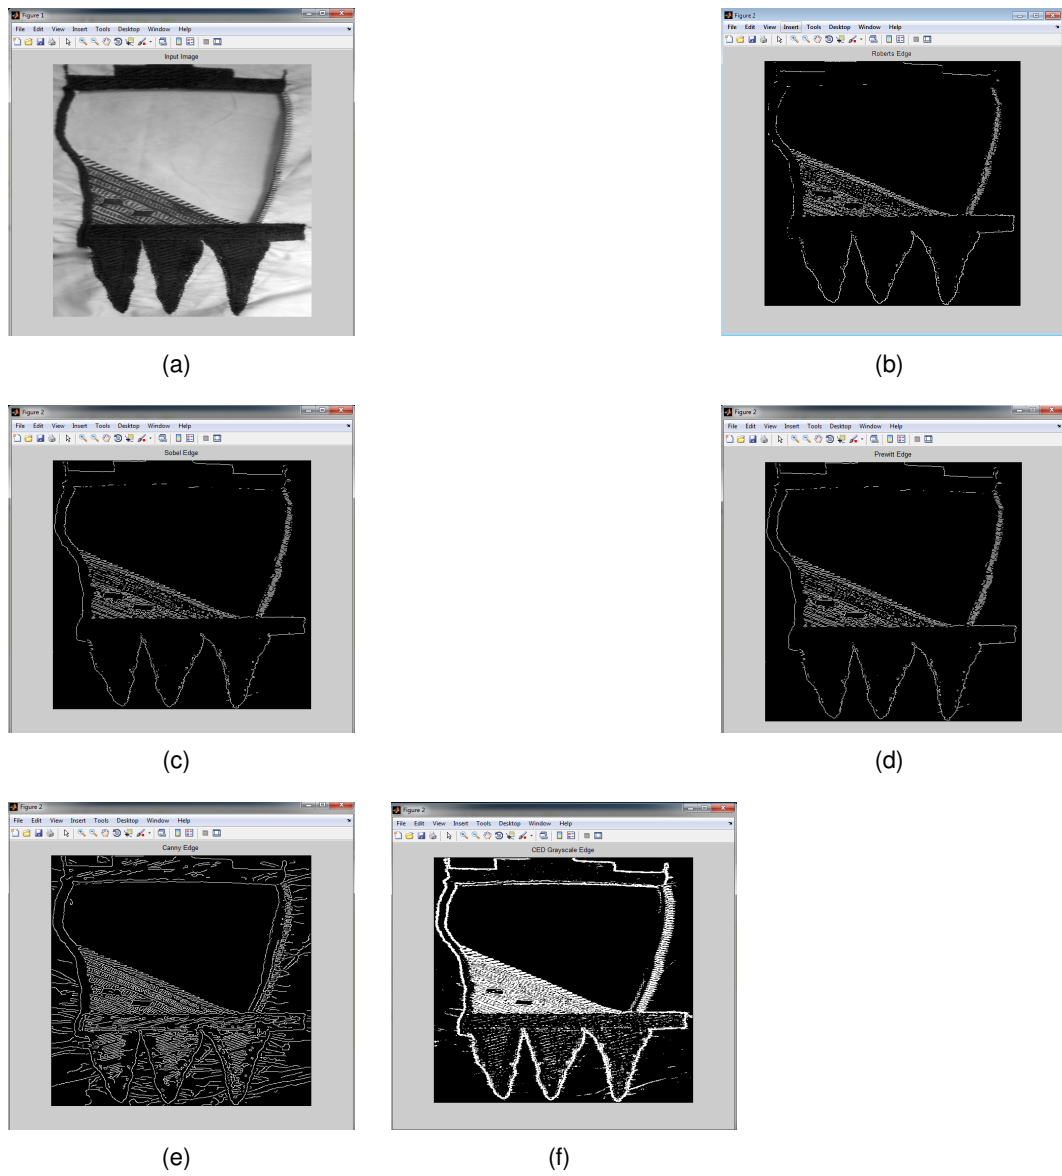 Figure 1
File Edit View Insert Tools Desktop Window Help
Input Image
(a)
Figure 2
File Edit View Insert Tools Desktop Window Help
Roberts Edge
(b)
Figure 2
File Edit View Insert Tools Desktop Window Help
Sobel Edge
(c)
Figure 2
File Edit View Insert Tools Desktop Window Help
Prewitt Edge
(d)
Figure 2
File Edit View Insert Tools Desktop Window Help
Canny Edge
(e)
Figure 2
File Edit View Insert Tools Desktop Window Help
CED Grayscale Edge
(f)